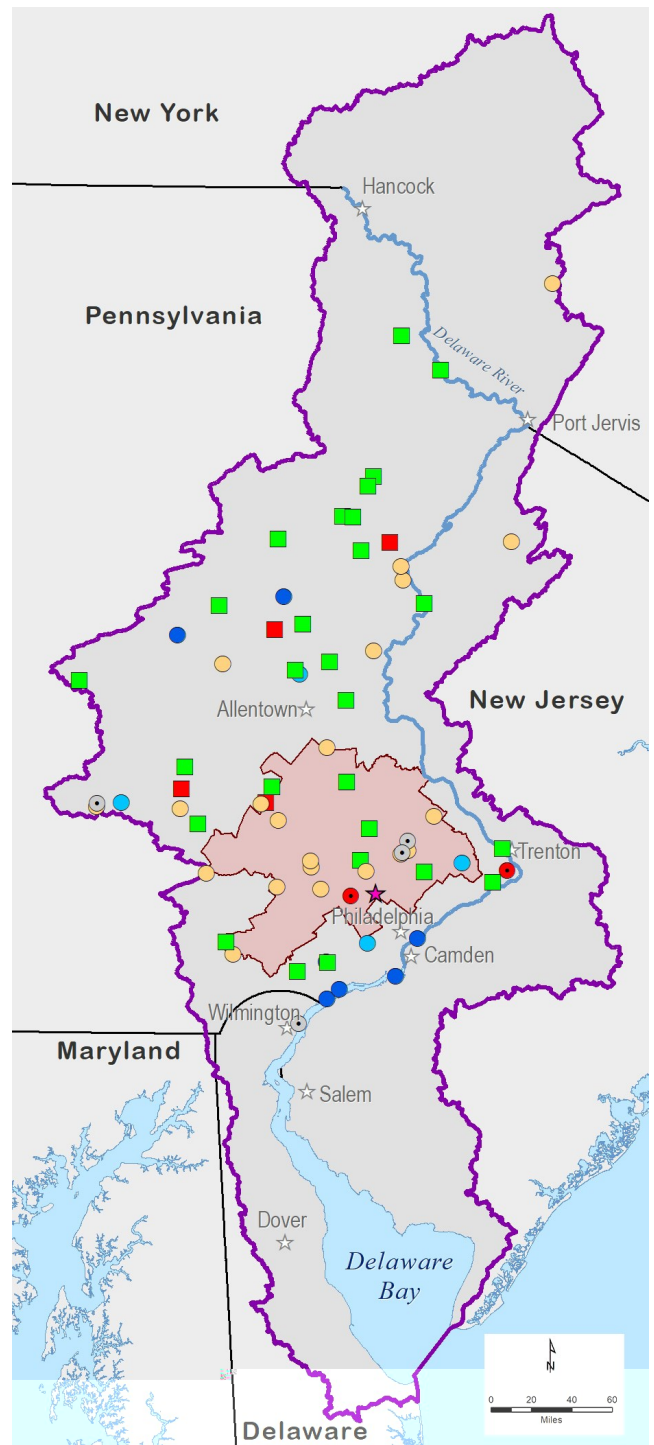 New York
Hancock
Pennsylvania
Delaware River
Port Jervis
New Jersey
Allentown
Trenton
Philadelphia
Camden
Wilmington
Maryland
Salem
Dover
Delaware
Bay
N
0 10 20 40 60
Miles
Delaware